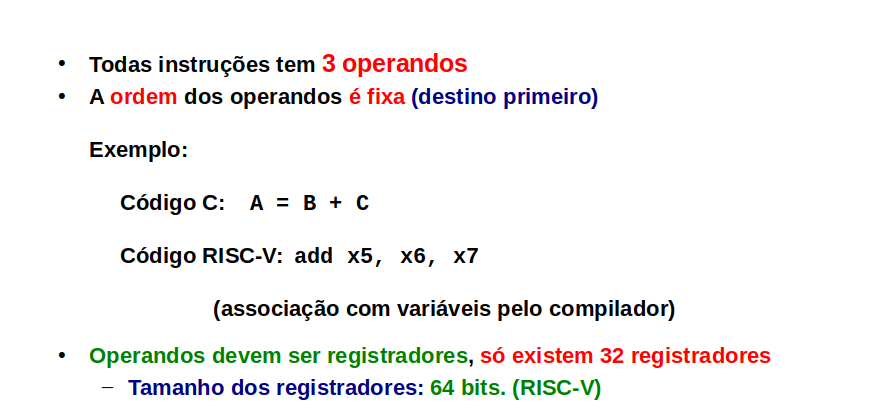 • Todas instruções tem 3 operandos
• A ordem dos operandos é fixa (destino primeiro)
Exemplo:
Código C: A = B + C
Código RISC-V: add x5, x6, x7
(associação com variáveis pelo compilador)
• Operandos devem ser registradores, só existem 32 registradores
– Tamanho dos registradores: 64 bits. (RISC-V)